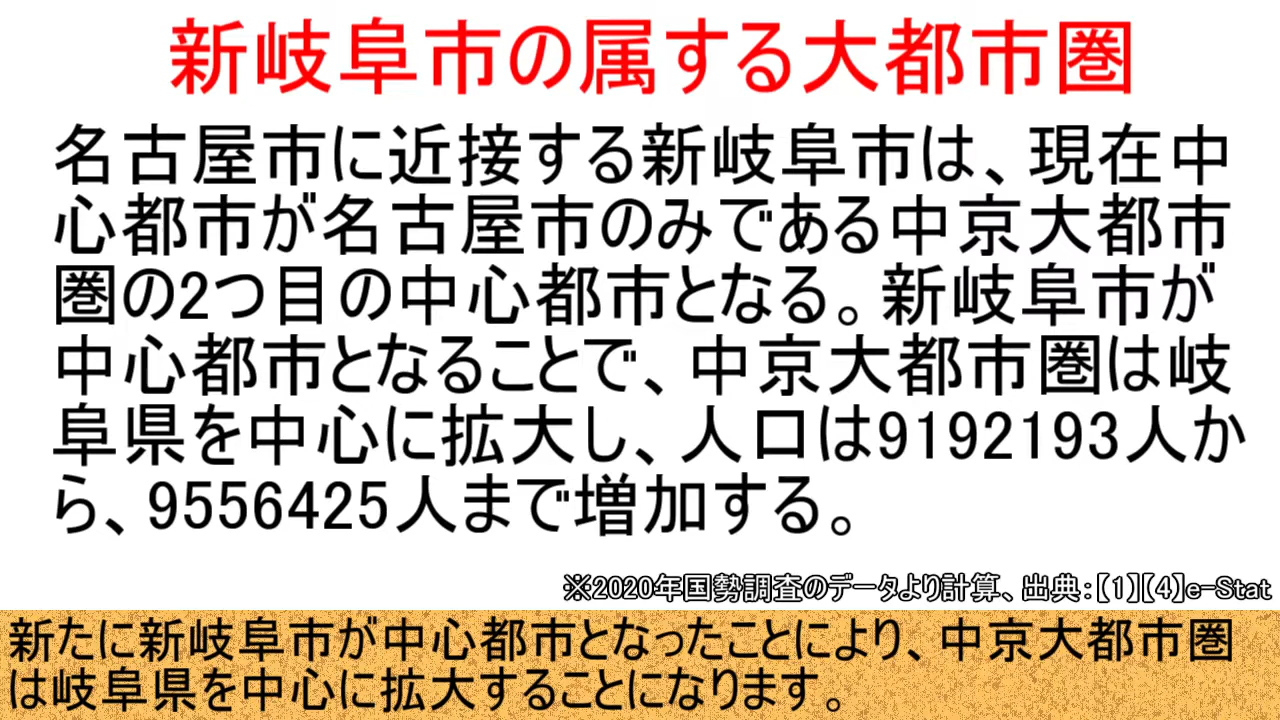 新岐阜市の属する大都市圏
名古屋市に近接する新岐阜市は、現在中
心都市が名古屋市のみである中京大都市
圏の2つ目の中心都市となる。新岐阜市が
中心都市となることで、中京大都市圏は岐
阜県を中心に拡大し、人口は9192193人か
ら、9556425人まで増加する。
※2020年国勢調査のデータより計算、出典:【1】【4】e-Stat
新たに新岐阜市が中心都市となったことにより、中京大都市圏
は岐阜県を中心に拡大することになります。